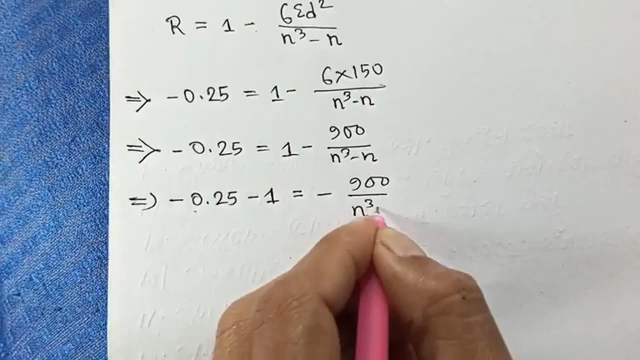 R = 1 - 6Σd² / n³-n
⇒ -0.25 = 1 - 6×150 / n³-n
⇒ -0.25 = 1 - 900 / n³-n
⇒ -0.25 - 1 = - 900 / n³